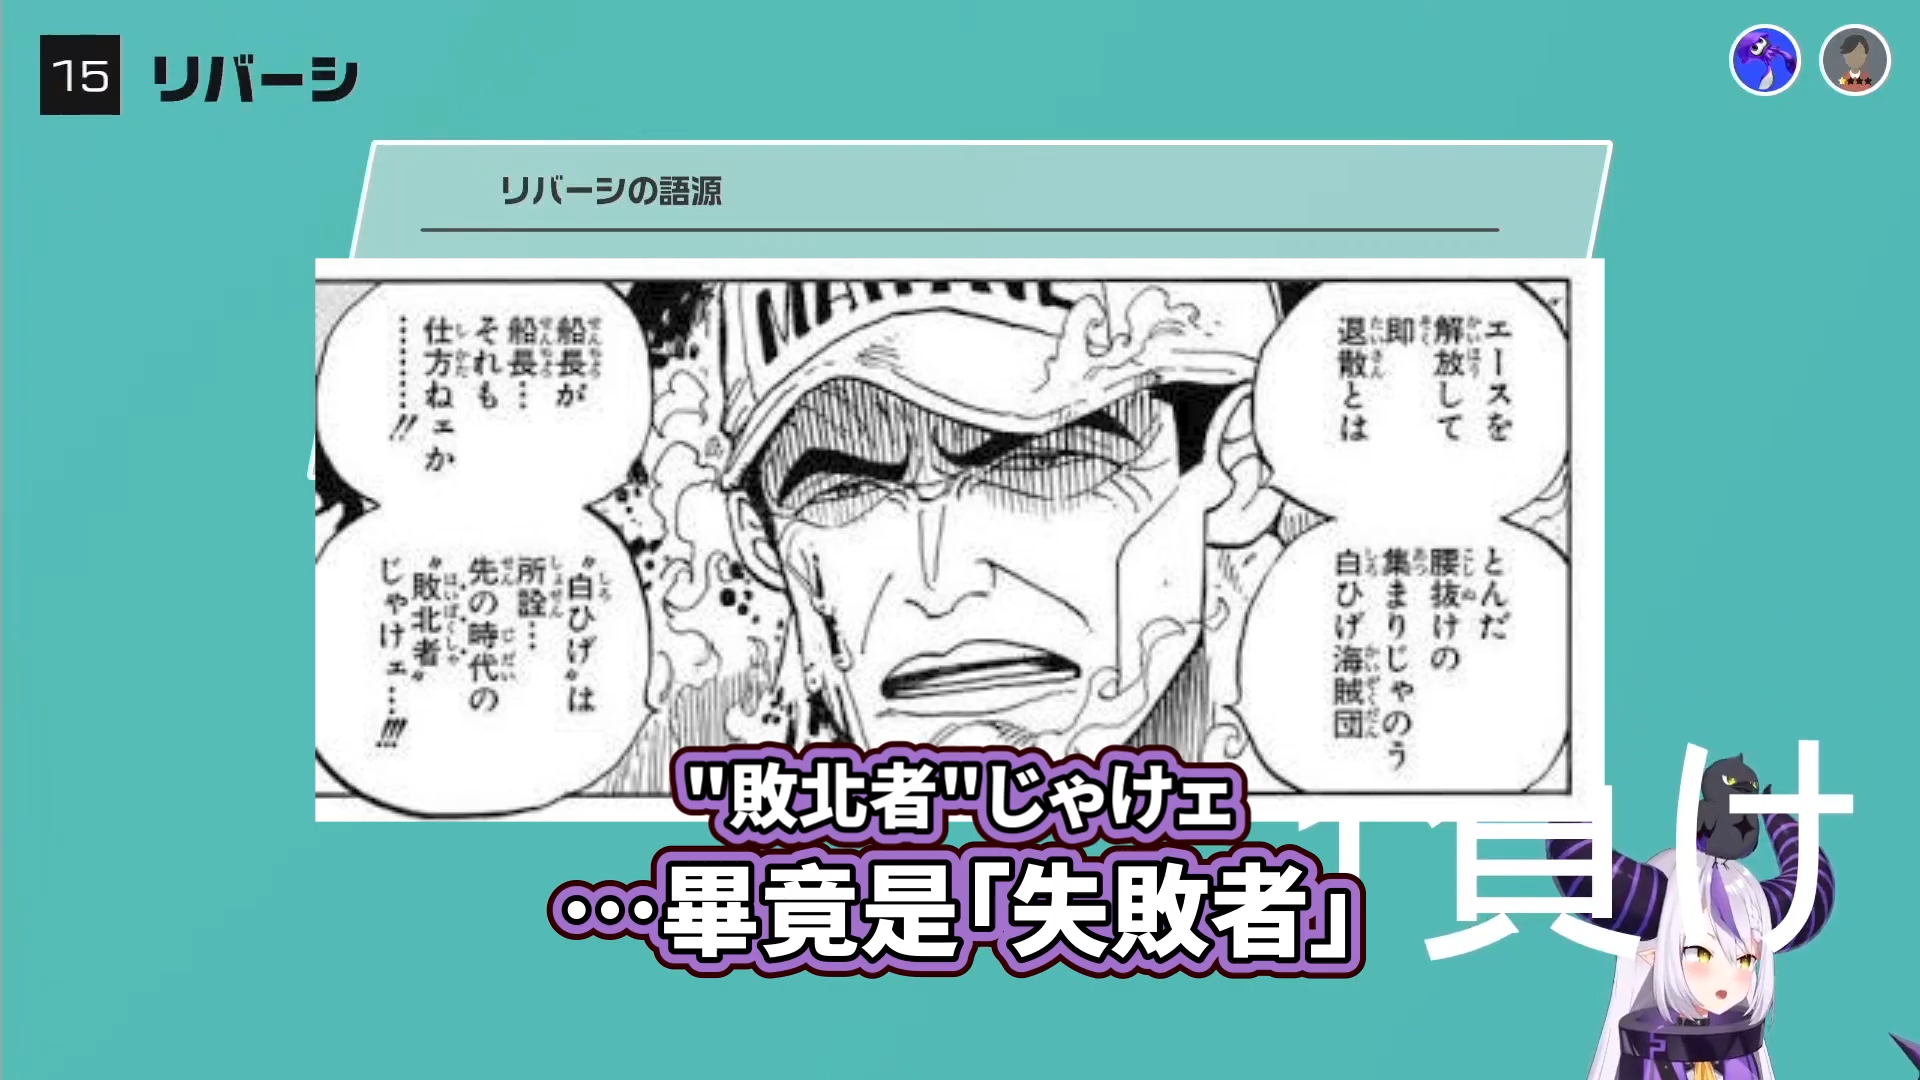 15 リバーシ
リバーシの語源
MARINE
エースを
解放して
即
退散とは
とんだ
腰抜けの
集まりじゃのう
白ひげ海賊団
船長が
船長…
それも
仕方ねェか
………!!
“白ひげ”は
所詮…
先の時代の
“敗北者”
じゃけェ…!!!
"敗北者"じゃけェ
…畢竟是「失敗者」
負け